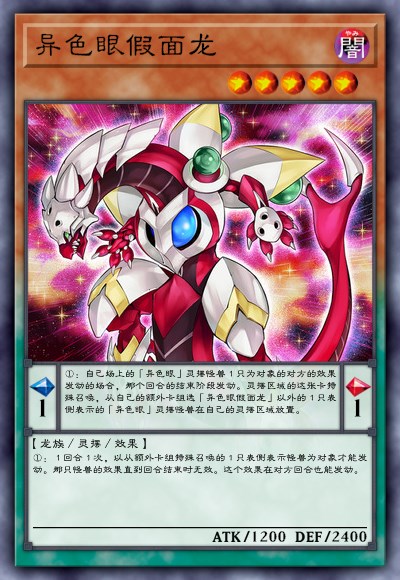 异色眼假面龙
やみ
闇
①：自己场上的「异色眼」灵摆怪兽1只为对象的对方的效果
发动的场合，那个回合的结束阶段发动。灵摆区域的这张卡特
殊召唤，从自己的额外卡组选「异色眼假面龙」以外的1只表
侧表示的「异色眼」灵摆怪兽在自己的灵摆区域放置。
1
1
【龙族／灵摆／效果】
①：1回合1次，以从额外卡组特殊召唤的1只表侧表示怪兽为对象才能发
动。那只怪兽的效果直到回合结束时无效。这个效果在对方回合也能发动。
ATK/1200 DEF/2400